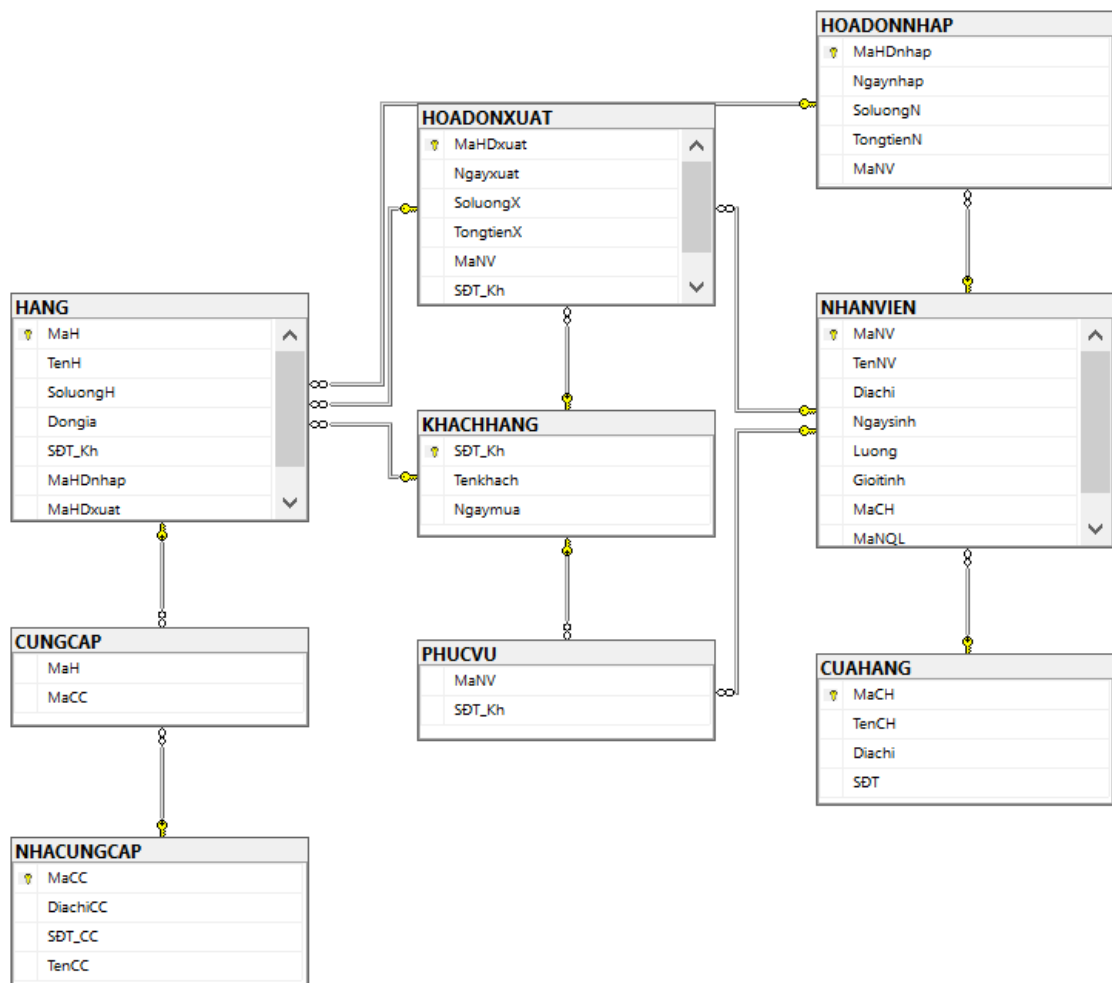 HOADONNHAP
MaHDnhap
Ngaynhap
SoluongN
TongtienN
MaNV
HOADONXUAT
MaHDxuat
Ngayxuat
SoluongX
TongtienX
MaNV
SĐT_Kh
HANG
MaH
TenH
SoluongH
Dongia
SĐT_Kh
MaHDnhap
MaHDxuat
KHACHHANG
SĐT_Kh
Tenkhach
Ngaymua
NHANVIEN
MaNV
TenNV
Diachi
Ngaysinh
Luong
Gioitinh
MaCH
MaNQL
CUNGCAP
MaH
MaCC
PHUCVU
MaNV
SĐT_Kh
CUAHANG
MaCH
TenCH
Diachi
SĐT
NHACUNGCAP
MaCC
DiachiCC
SĐT_CC
TenCC